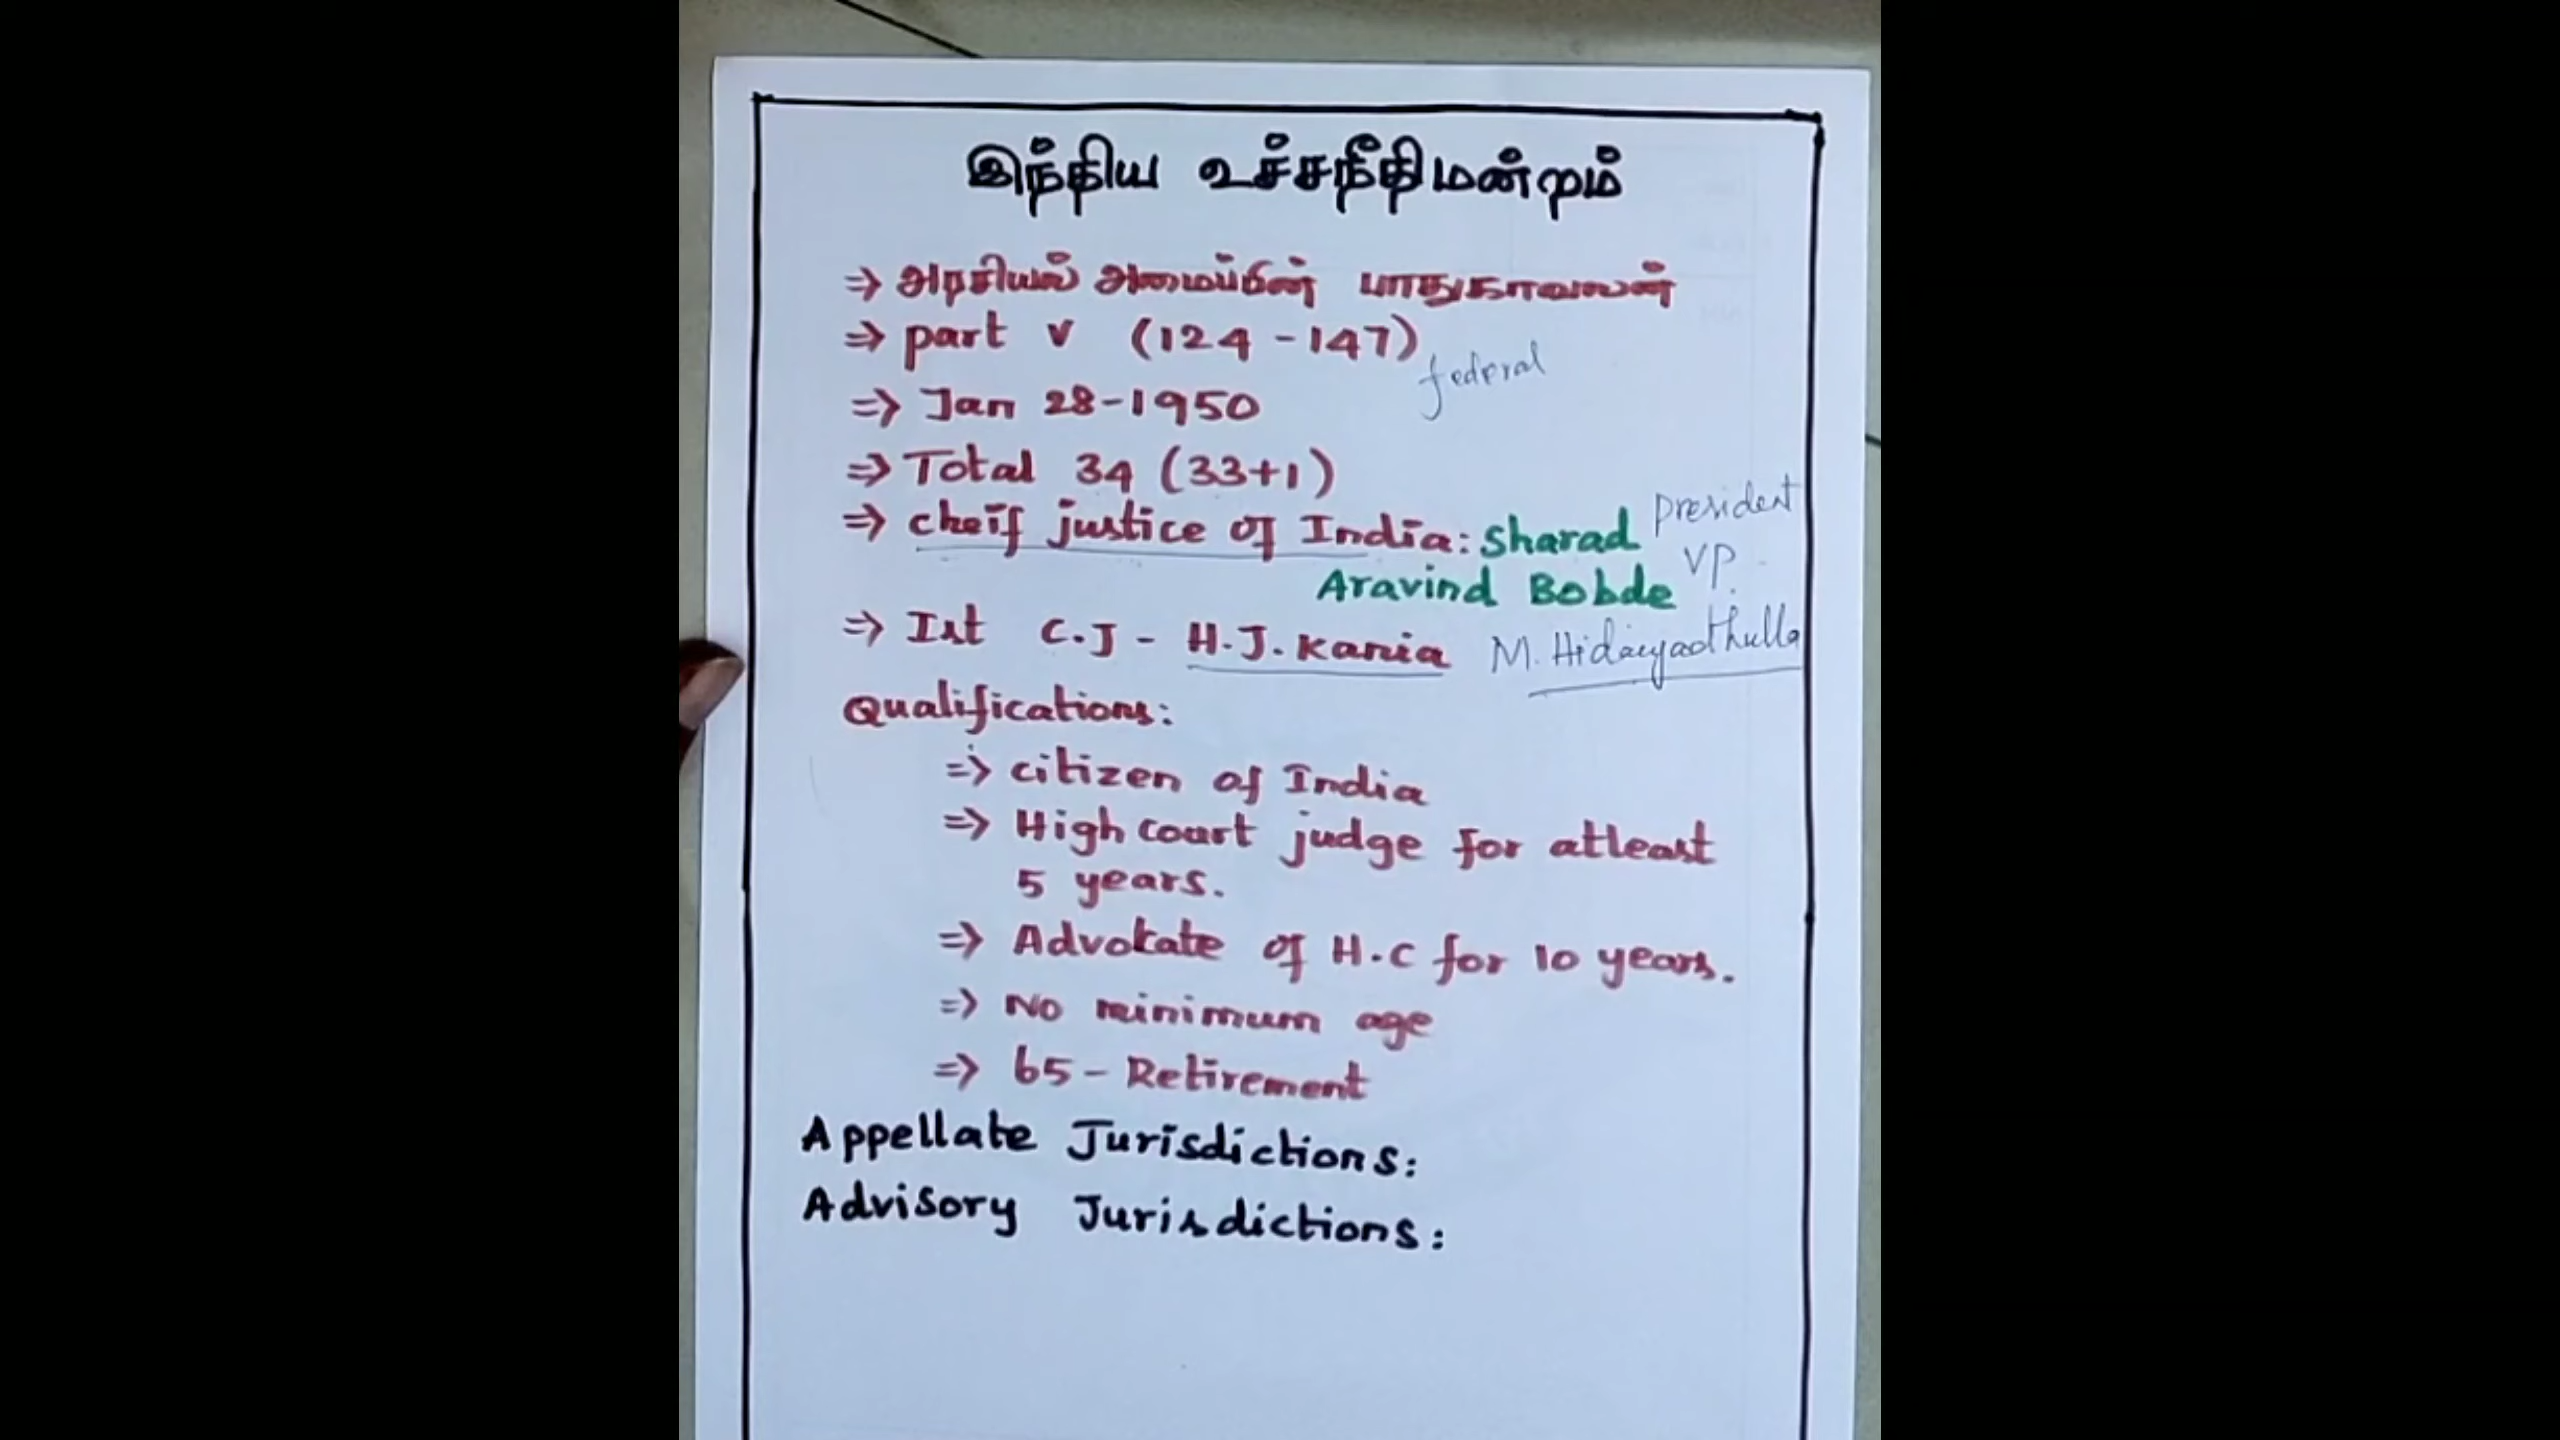 இந்திய உச்சநீதிமன்றம்
⇒ அரசியல் அமைப்பின் பாதுகாவலன்
⇒ part V (124 - 147)
federal
⇒ Jan 28-1950
⇒ Total 34 (33+1)
⇒ cheif justice of India: Sharad President
Aravind Bobde VP.
⇒ Ist C.J - H.J. Kania M. Hidaiyaothulla
Qualifications:
⇒ citizen of India
⇒ High court judge for atleast
5 years.
⇒ Advokate of H.C for 10 years.
⇒ No minimum age
⇒ 65 - Retirement
Appellate Jurisdictions:
Advisory Jurisdictions: